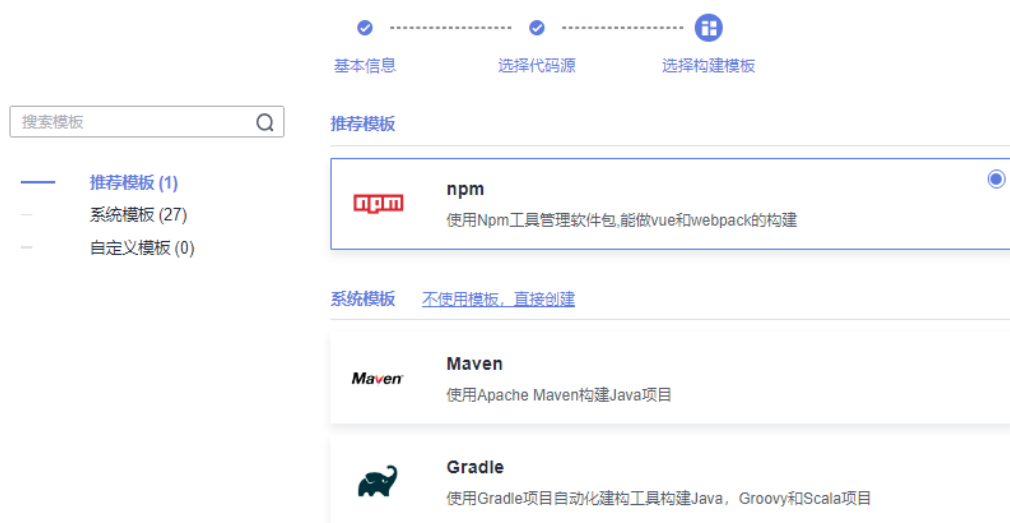 基本信息
选择代码源
选择构建模板
搜索模板
推荐模板 (1)
系统模板 (27)
自定义模板 (0)
推荐模板
npm
npm
使用Npm工具管理软件包,能做vue和webpack的构建
系统模板 不使用模板，直接创建
Maven
Maven
使用Apache Maven构建Java项目
Gradle
使用Gradle项目自动化建构工具构建Java，Groovy和Scala项目